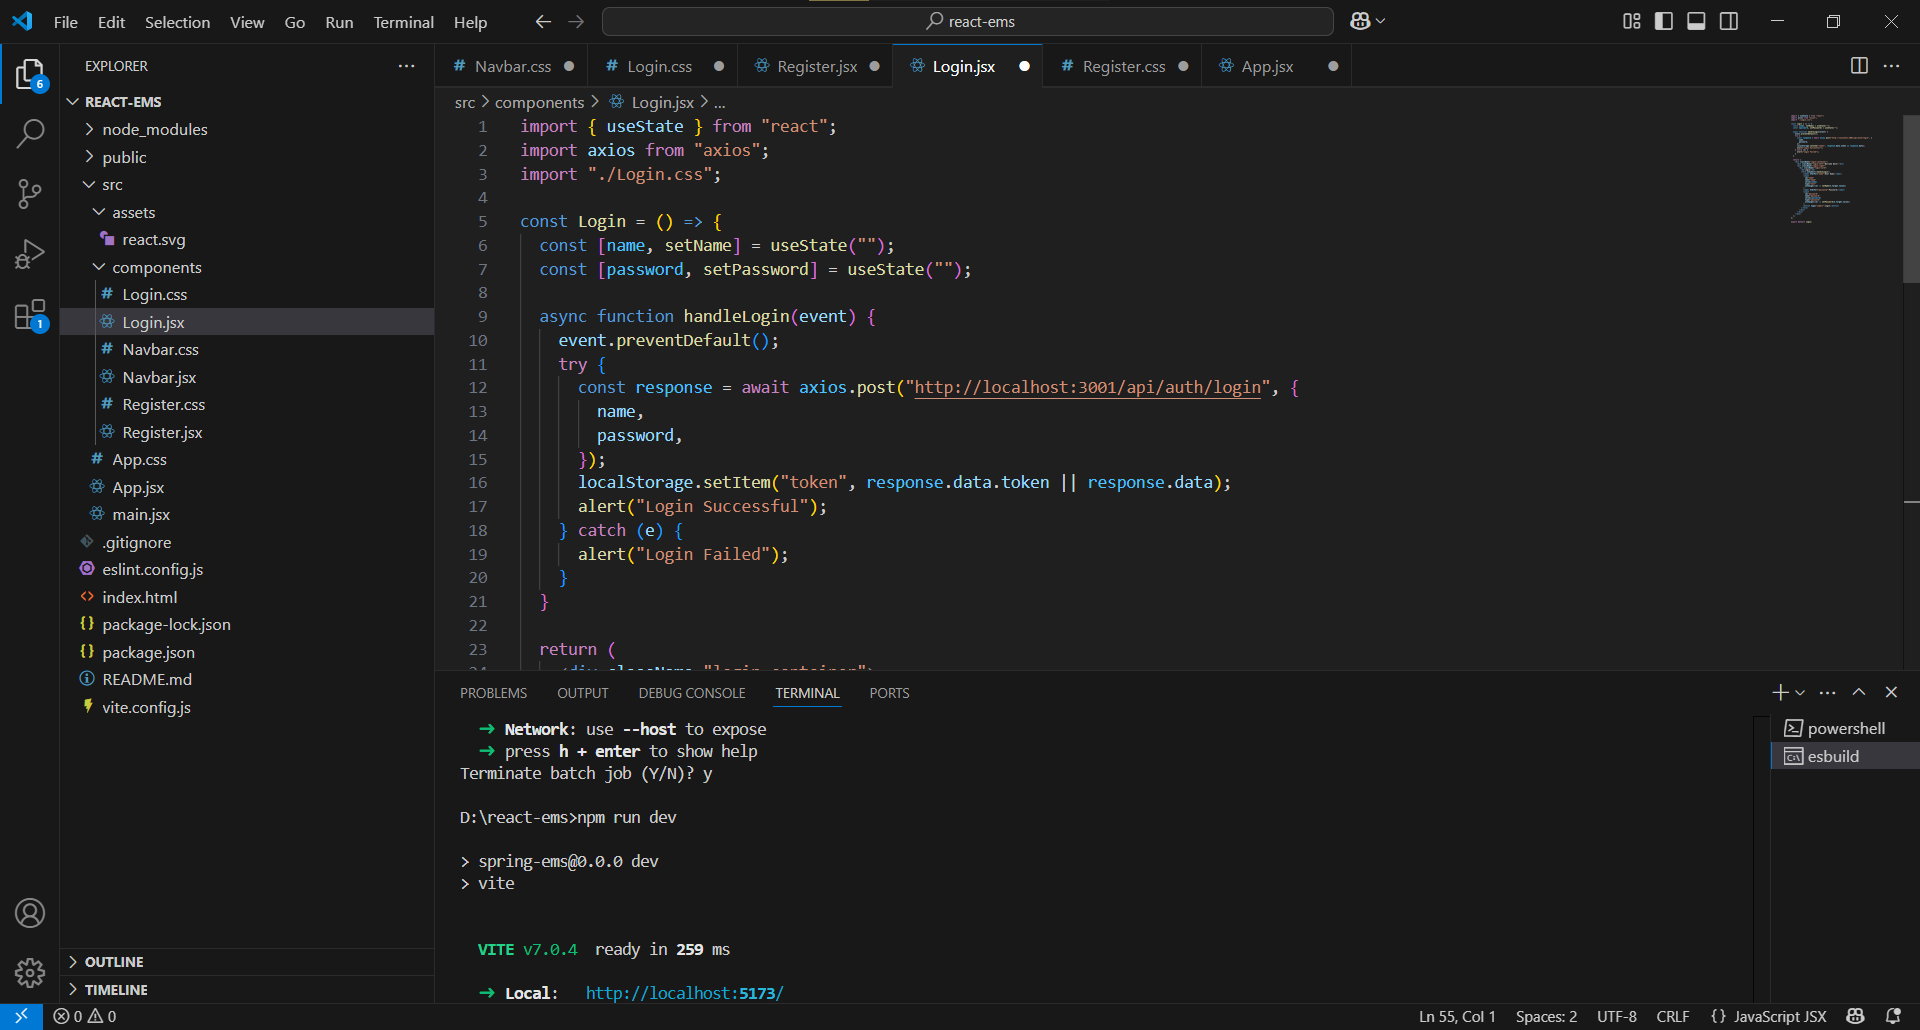 File Edit Selection View Go Run Terminal Help
react-ems
EXPLORER
6
1
REACT-EMS
node_modules
public
src
assets
react.svg
components
# Login.css
Login.jsx
# Navbar.css
Navbar.jsx
# Register.css
Register.jsx
# App.css
App.jsx
main.jsx
.gitignore
eslint.config.js
<> index.html
{} package-lock.json
{} package.json
README.md
vite.config.js
OUTLINE
TIMELINE
# Navbar.css # Login.css Register.jsx Login.jsx # Register.css App.jsx
src > components > Login.jsx > ...
1 import { useState } from "react";
2 import axios from "axios";
3 import "./Login.css";
4
5 const Login = () => {
6 const [name, setName] = useState("");
7 const [password, setPassword] = useState("");
8
9 async function handleLogin(event) {
10 event.preventDefault();
11 try {
12 const response = await axios.post("http://localhost:3001/api/auth/login", {
13 name,
14 password,
15 });
16 localStorage.setItem("token", response.data.token || response.data);
17 alert("Login Successful");
18 } catch (e) {
19 alert("Login Failed");
20 }
21 }
22
23 return (
24 <div className="login-container">
PROBLEMS OUTPUT DEBUG CONSOLE TERMINAL PORTS
➜ Network: use --host to expose
➜ press h + enter to show help
Terminate batch job (Y/N)? y
D:\react-ems>npm run dev
> spring-ems@0.0.0 dev
> vite
VITE v7.0.4 ready in 259 ms
➜ Local: http://localhost:5173/
powershell
esbuild
0 0
Ln 55, Col 1 Spaces: 2 UTF-8 CRLF {} JavaScript JSX